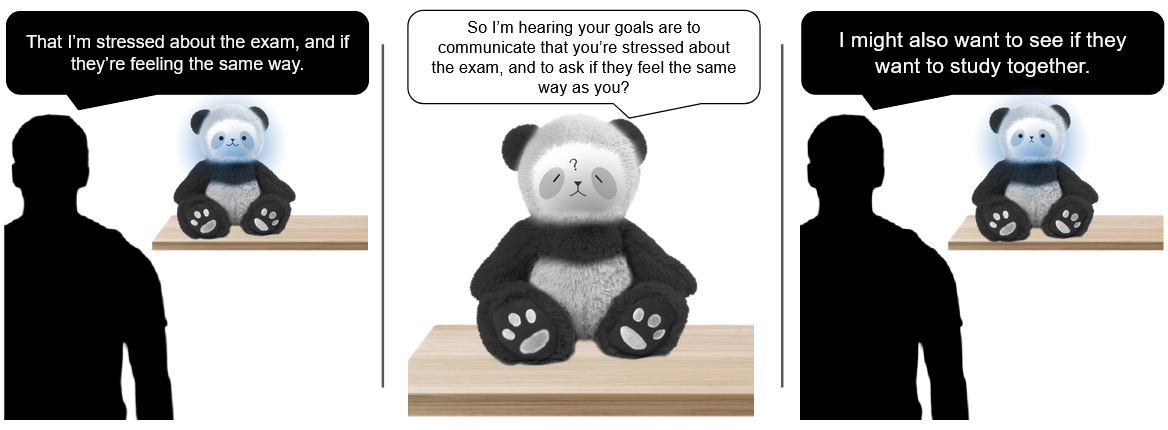 That I'm stressed about the exam, and if
they're feeling the same way.
So I'm hearing your goals are to
communicate that you're stressed about
the exam, and to ask if they feel the same
way as you?
?
I might also want to see if they
want to study together.